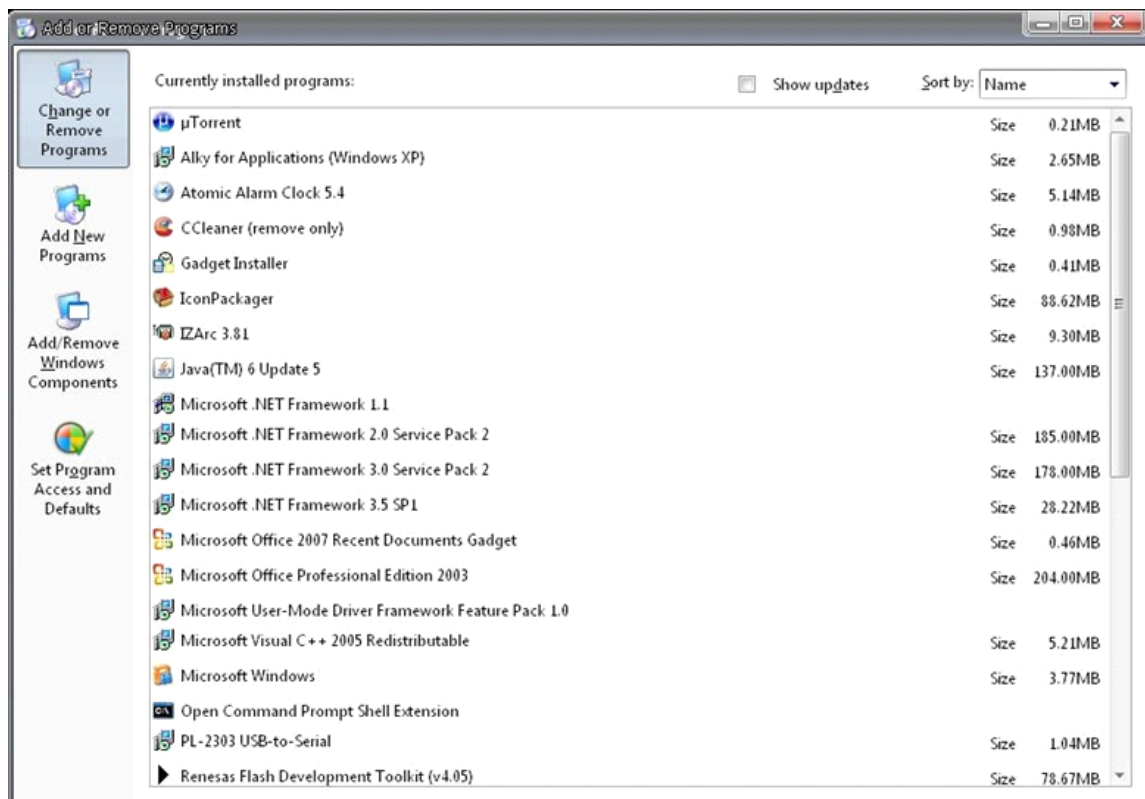 Add or Remove Programs
Change or
Remove
Programs
Add New
Programs
Add/Remove
Windows
Components
Set Program
Access and
Defaults
Currently installed programs:
Show updates
Sort by: Name
µTorrent Size 0.21MB
Alky for Applications (Windows XP) Size 2.65MB
Atomic Alarm Clock 5.4 Size 5.14MB
CCleaner (remove only) Size 0.98MB
Gadget Installer Size 0.41MB
IconPackager Size 88.62MB
IZArc 3.81 Size 9.30MB
Java(TM) 6 Update 5 Size 137.00MB
Microsoft .NET Framework 1.1
Microsoft .NET Framework 2.0 Service Pack 2 Size 185.00MB
Microsoft .NET Framework 3.0 Service Pack 2 Size 178.00MB
Microsoft .NET Framework 3.5 SP1 Size 28.22MB
Microsoft Office 2007 Recent Documents Gadget Size 0.46MB
Microsoft Office Professional Edition 2003 Size 204.00MB
Microsoft User-Mode Driver Framework Feature Pack 1.0
Microsoft Visual C++ 2005 Redistributable Size 5.21MB
Microsoft Windows Size 3.77MB
Open Command Prompt Shell Extension
PL-2303 USB-to-Serial Size 1.04MB
Renesas Flash Development Toolkit (v4.05) Size 78.67MB